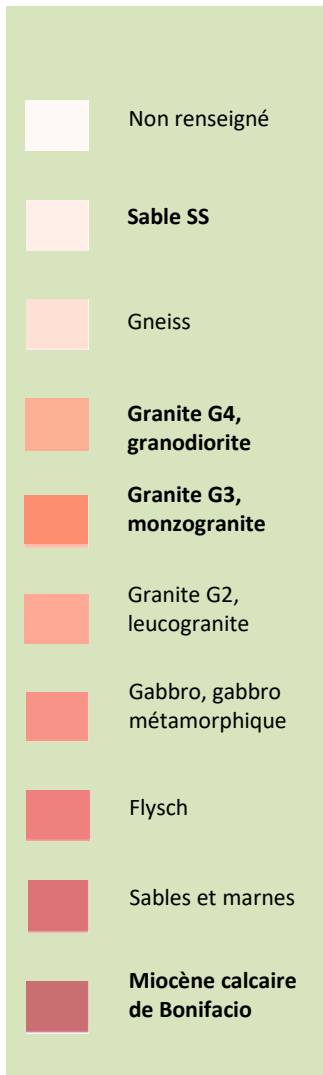 Non renseigné
Sable SS
Gneiss
Granite G4,
granodiorite
Granite G3,
monzogranite
Granite G2,
leucogranite
Gabbro, gabbro
métamorphique
Flysch
Sables et marnes
Miocène calcaire
de Bonifacio